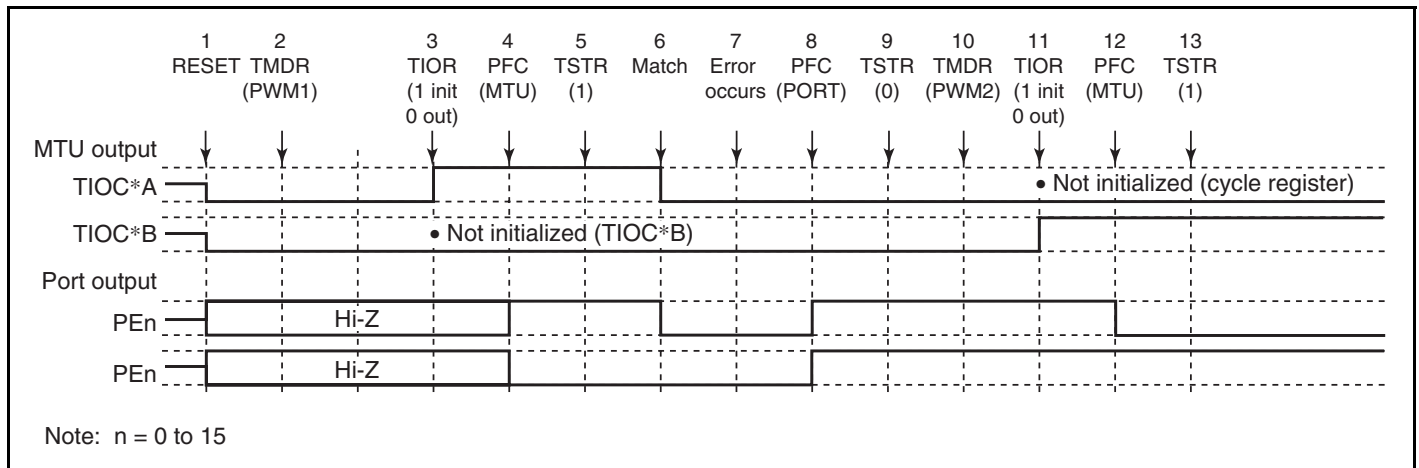 1 2 3 4 5 6 7 8 9 10 11 12 13
RESET TMDR TIOR PFC TSTR Match Error PFC TSTR TMDR TIOR PFC TSTR
(PWM1) (1 init (MTU) (1) occurs (PORT) (0) (PWM2) (1 init (MTU) (1)
0 out) 0 out)
MTU output
TIOC*A • Not initialized (cycle register)
TIOC*B • Not initialized (TIOC*B)
Port output
PEn Hi-Z
PEn Hi-Z
Note: n = 0 to 15